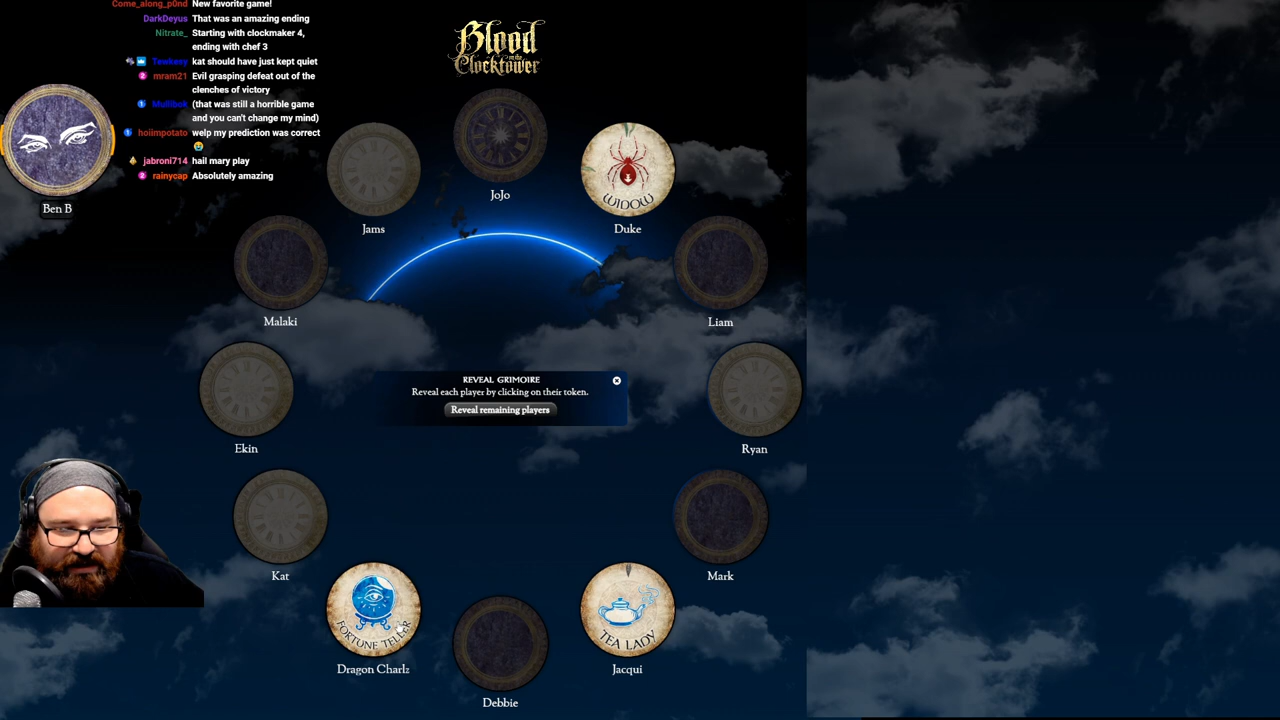 Come_along_p0nd New favorite game!
DarkDeyus That was an amazing ending
Nitrate_ Starting with clockmaker 4,
ending with chef 3
Tewkesy kat should have just kept quiet
mram21 Evil grasping defeat out of the
clenches of victory
Mullibok (that was still a horrible game
and you can't change my mind)
hoiimpotato welp my prediction was correct
jabroni714 hail mary play
rainycap Absolutely amazing
Blood
on the
Clocktower
Ben B
JoJo
Jams
WIDOW
Duke
Malaki
Liam
REVEAL GRIMOIRE
Reveal each player by clicking on their token.
Reveal remaining players
Ekin
Ryan
Kat
Mark
FORTUNE TELLER
Dragon Charlz
TEA LADY
Jacqui
Debbie